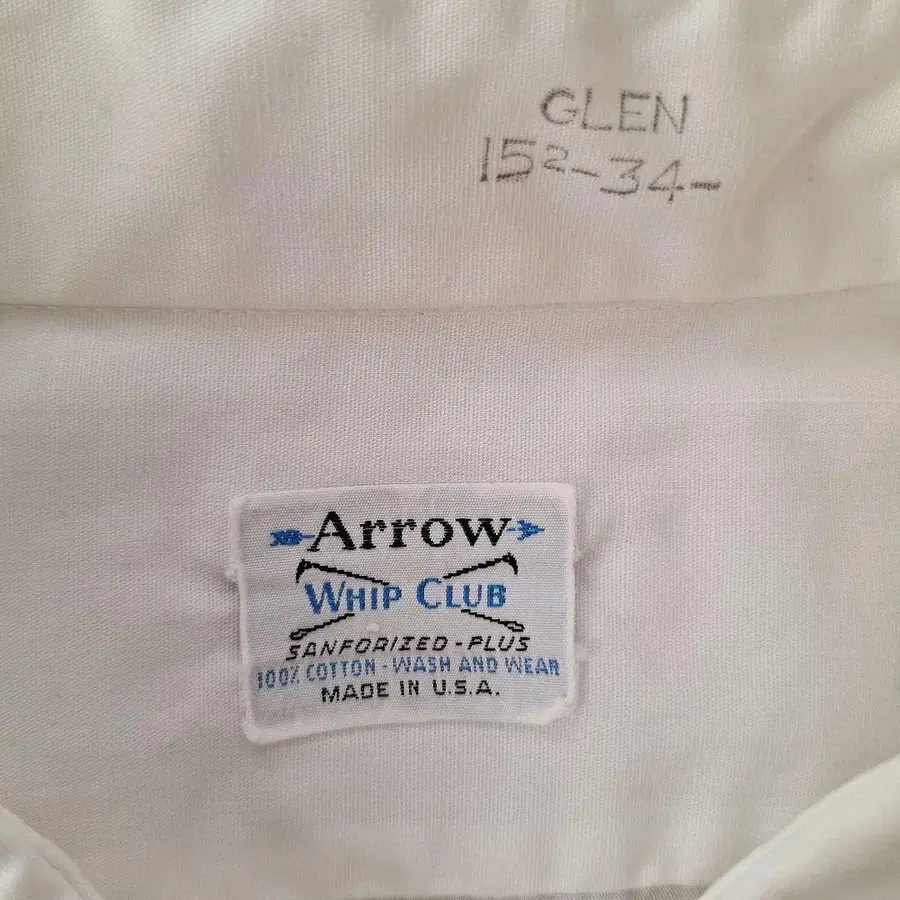 GLEN
15²-34-
Arrow
WHIP CLUB
SANFORIZED-PLUS
100% COTTON-WASH AND WEAR
MADE IN U.S.A.